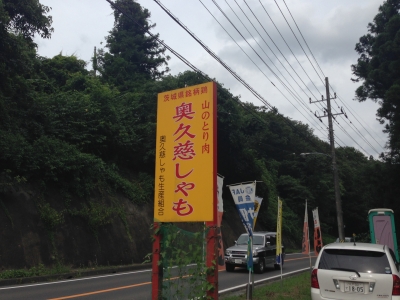 茨城県銘柄鶏
山のとり肉
奥久慈しゃも
奥久慈しゃも生産組合